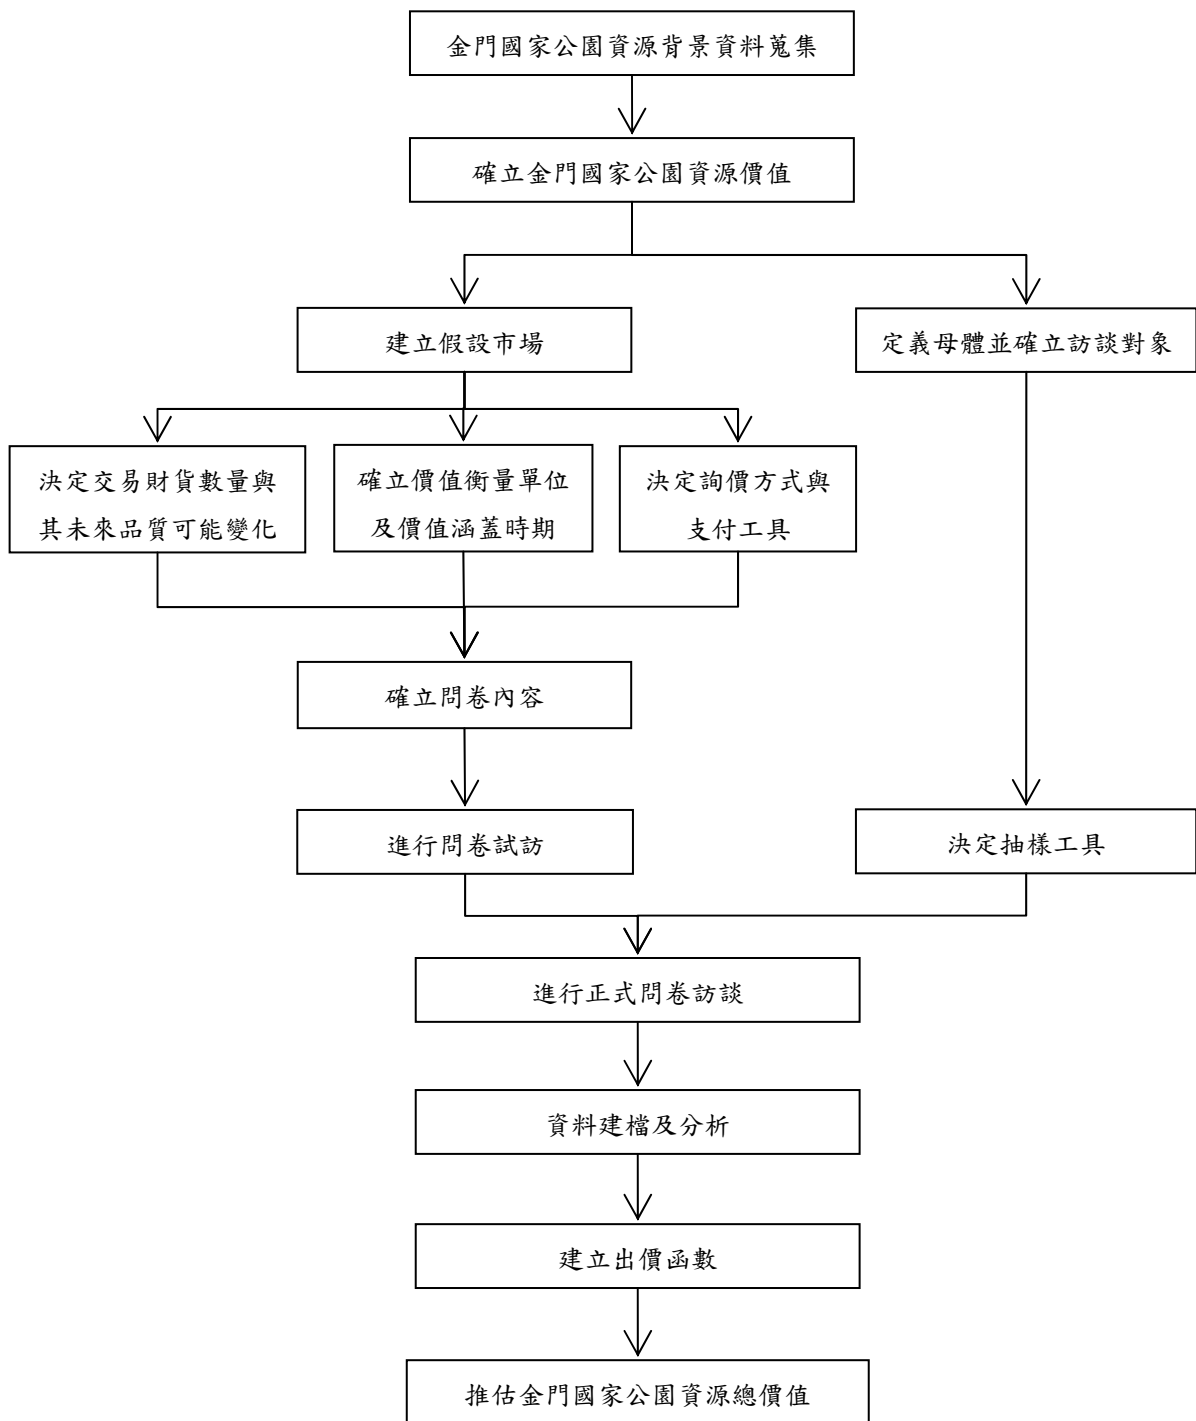 金門國家公園資源背景資料蒐集
確立金門國家公園資源價值
建立假設市場
定義母體並確立訪談對象
決定交易財貨數量與
其未來品質可能變化
確立價值衡量單位
及價值涵蓋時期
決定詢價方式與
支付工具
確立問卷內容
進行問卷試訪
決定抽樣工具
進行正式問卷訪談
資料建檔及分析
建立出價函數
推估金門國家公園資源總價值